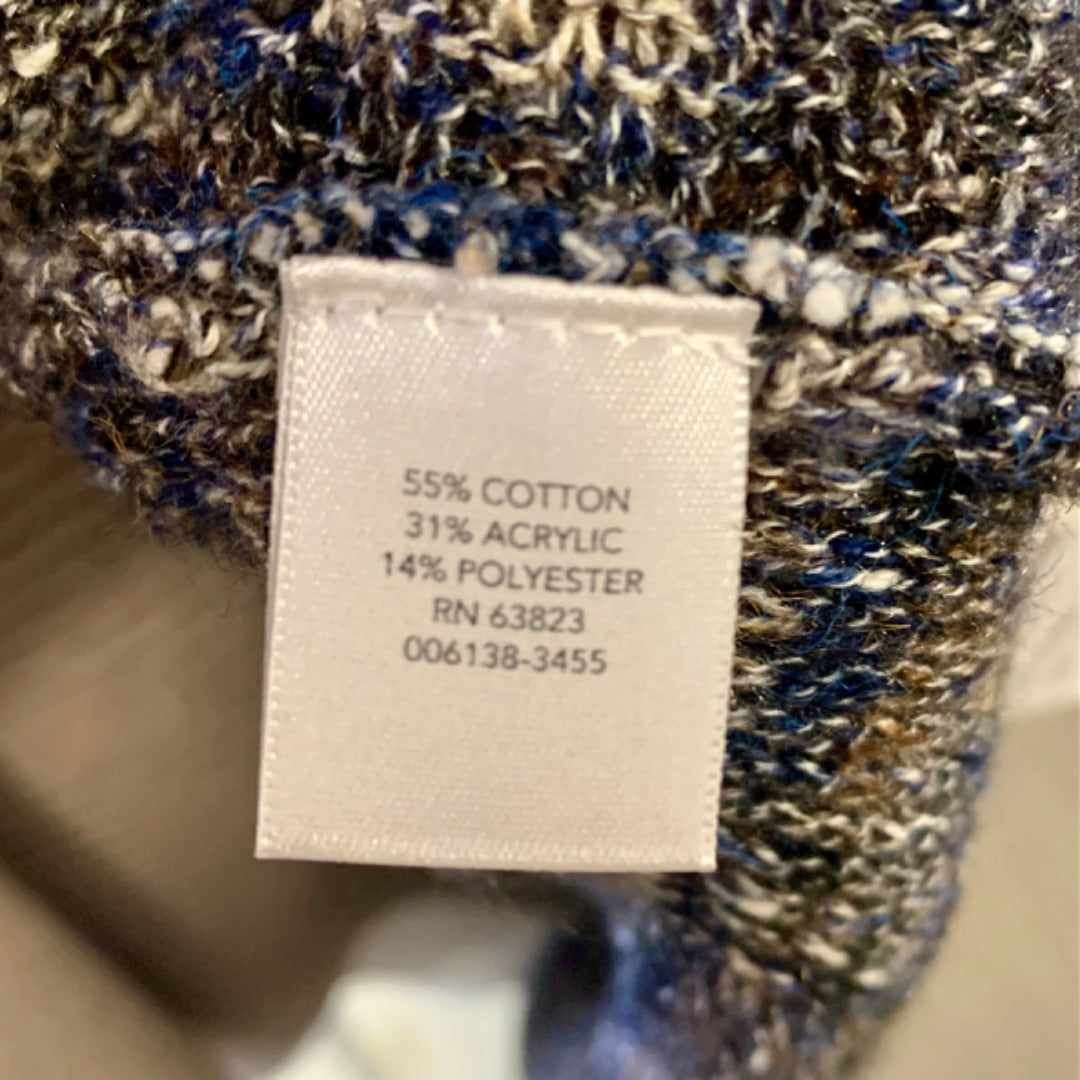 55% COTTON
31% ACRYLIC
14% POLYESTER
RN 63823
006138-3455